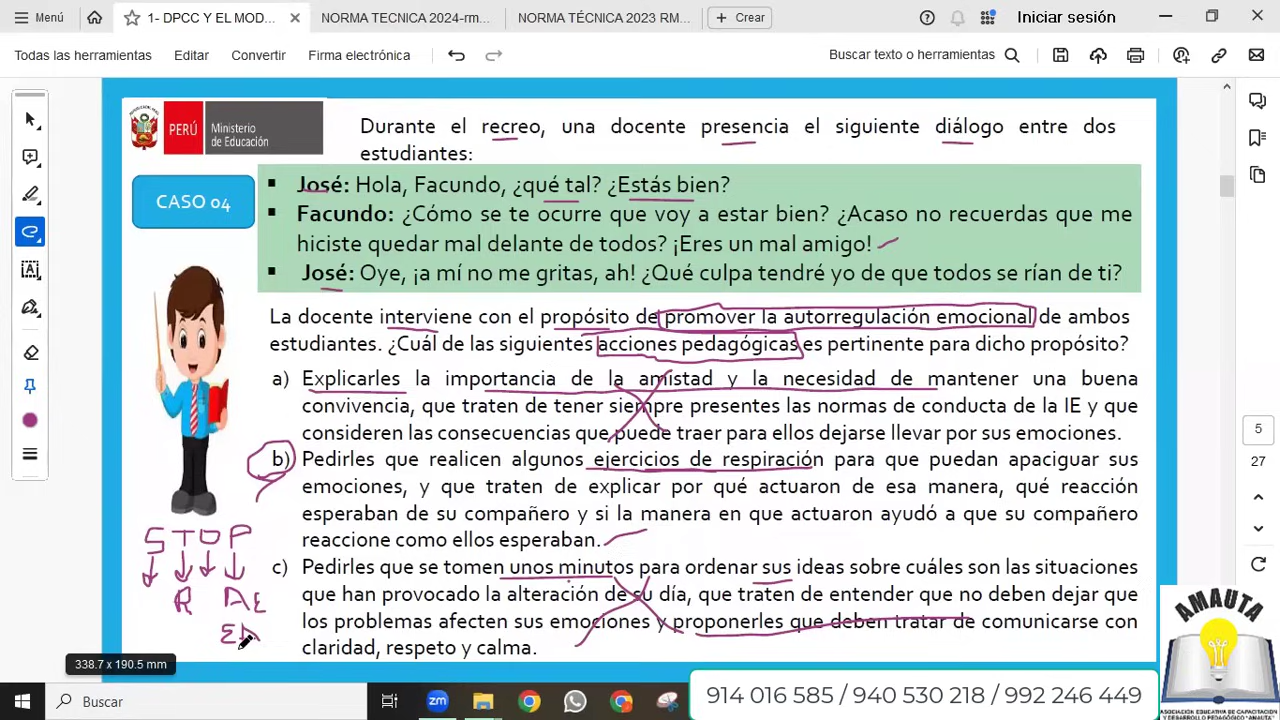 Menú
1- DPCC Y EL MOD...
NORMA TECNICA 2024-rm...
NORMA TÉCNICA 2023 RM...
Crear
Iniciar sesión
Todas las herramientas
Editar
Convertir
Firma electrónica
Buscar texto o herramientas
PERÚ
Ministerio
de Educación
Durante el recreo, una docente presencia el siguiente diálogo entre dos
estudiantes:
CASO 04
▪ José: Hola, Facundo, ¿qué tal? ¿Estás bien?
▪ Facundo: ¿Cómo se te ocurre que voy a estar bien? ¿Acaso no recuerdas que me
hiciste quedar mal delante de todos? ¡Eres un mal amigo!
▪ José: Oye, ¡a mí no me gritas, ah! ¿Qué culpa tendré yo de que todos se rían de ti?
La docente interviene con el propósito de promover la autorregulación emocional de ambos
estudiantes. ¿Cuál de las siguientes acciones pedagógicas es pertinente para dicho propósito?
a) Explicarles la importancia de la amistad y la necesidad de mantener una buena
convivencia, que traten de tener siempre presentes las normas de conducta de la IE y que
consideren las consecuencias que puede traer para ellos dejarse llevar por sus emociones.
b) Pedirles que realicen algunos ejercicios de respiración para que puedan apaciguar sus
emociones, y que traten de explicar por qué actuaron de esa manera, qué reacción
esperaban de su compañero y si la manera en que actuaron ayudó a que su compañero
reaccione como ellos esperaban.
c) Pedirles que se tomen unos minutos para ordenar sus ideas sobre cuáles son las situaciones
que han provocado la alteración de su día, que traten de entender que no deben dejar que
los problemas afecten sus emociones y proponerles que deben tratar de comunicarse con
claridad, respeto y calma.
STOP
R AE
5
27
338.7 x 190.5 mm
AMAUTA
ASOCIACIÓN EDUCATIVA DE CAPACITACIÓN
Y DESARROLLO PEDAGÓGICO "AMAUTA"
914 016 585 / 940 530 218 / 992 246 449
Buscar
zm